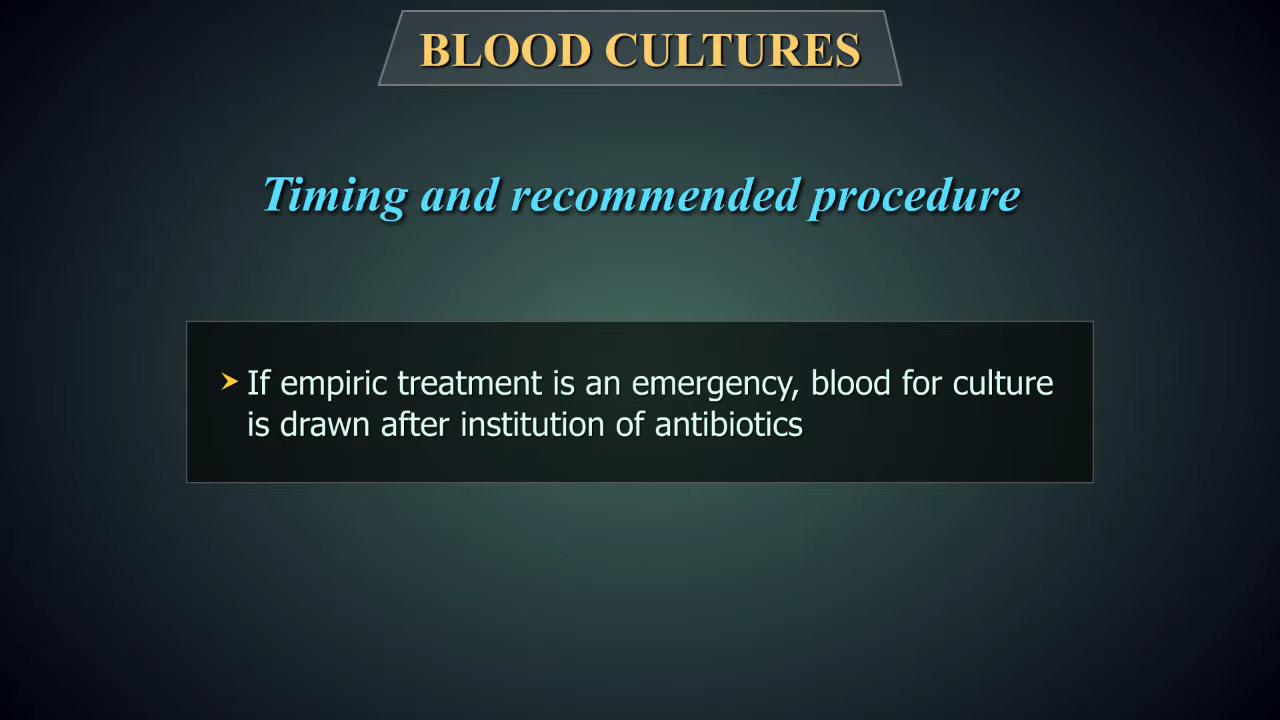 BLOOD CULTURES
Timing and recommended procedure
➤ If empiric treatment is an emergency, blood for culture
is drawn after institution of antibiotics